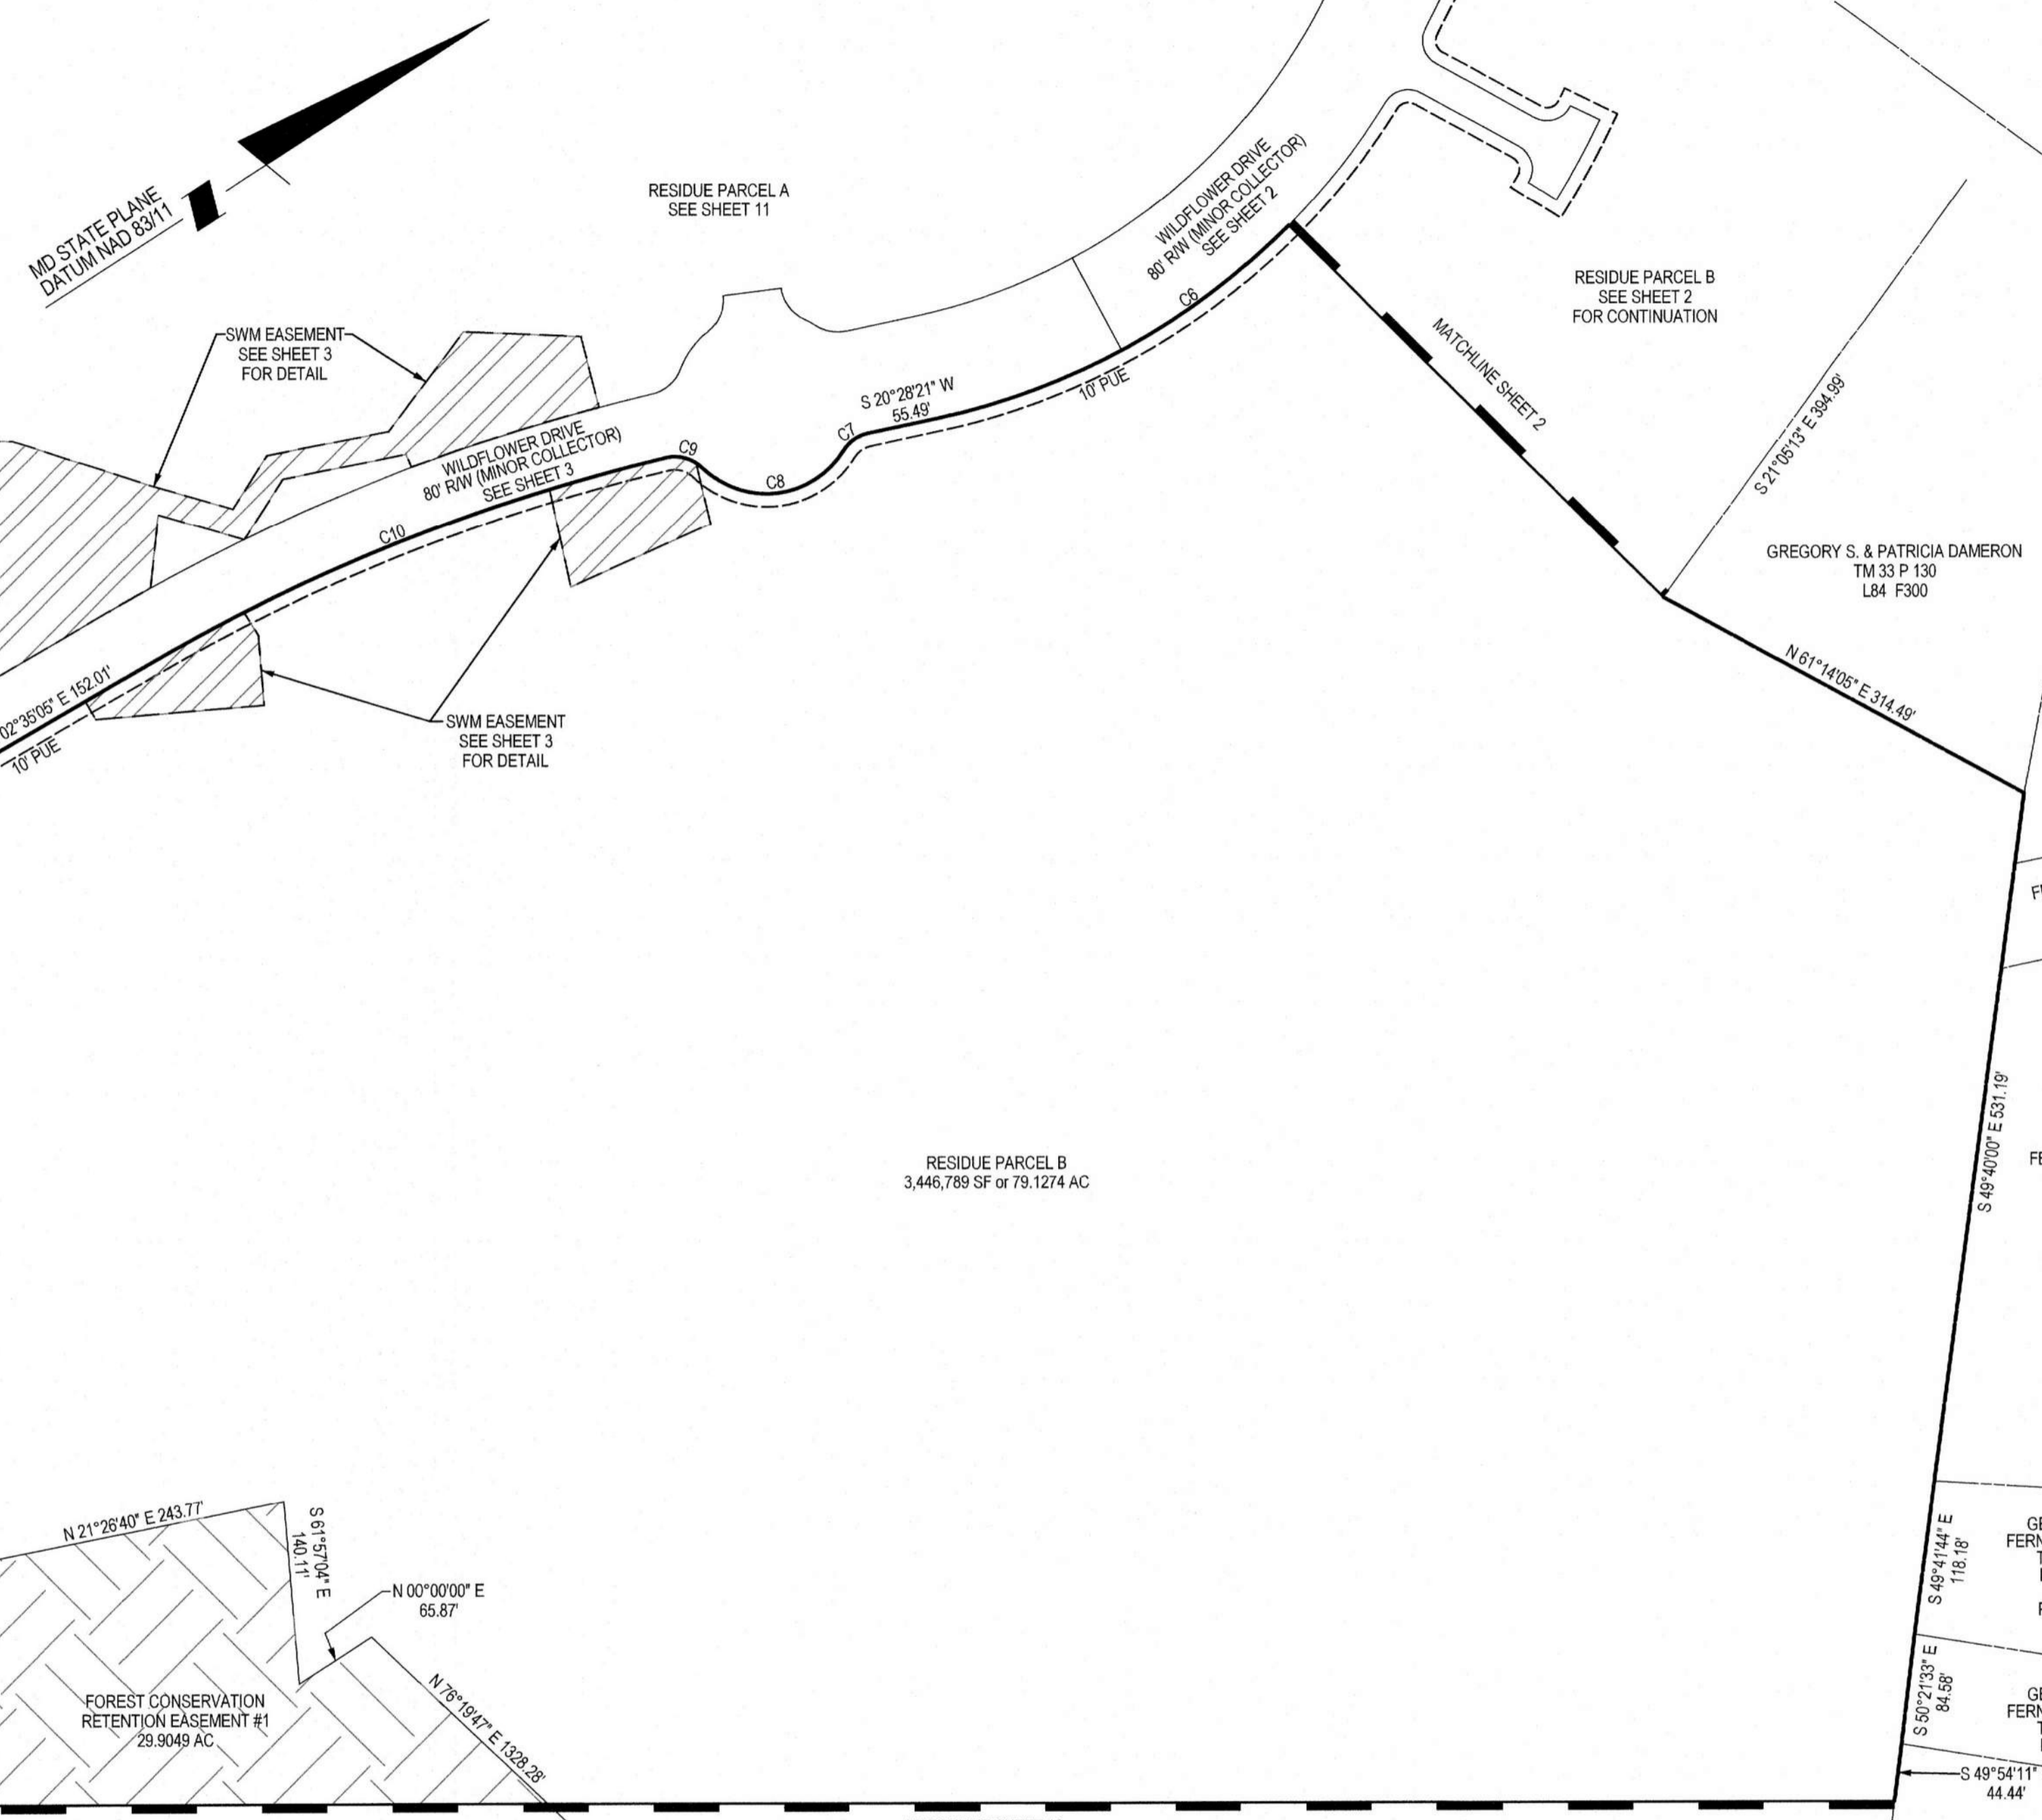 MD STATE PLANE
DATUM NAD 83/11
RESIDUE PARCEL A
SEE SHEET 11
WILDFLOWER DRIVE
80' R/W (MINOR COLLECTOR)
SEE SHEET 2
RESIDUE PARCEL B
SEE SHEET 2
FOR CONTINUATION
MATCHLINE SHEET 2
S 21°05'13" E 394.99'
GREGORY S. & PATRICIA DAMERON
TM 33 P 130
L84 F300
N 61°14'05" E 314.49'
SWM EASEMENT
SEE SHEET 3
FOR DETAIL
C6
10' PUE
S 20°28'21" W
55.49'
C7
C8
C9
WILDFLOWER DRIVE
80' R/W (MINOR COLLECTOR)
SEE SHEET 3
C10
02°35'05" E 152.01'
10' PUE
SWM EASEMENT
SEE SHEET 3
FOR DETAIL
RESIDUE PARCEL B
3,446,789 SF or 79.1274 AC
S 49°40'00" E 531.19'
S 49°41'44" E
118.18'
S 50°21'33" E
84.58'
S 49°54'11"
44.44'
GE
FERN
GE
FERN
N 21°26'40" E 243.77'
S 61°57'04" E
140.11'
N 00°00'00" E
65.87'
N 76°19'47" E 1328.28'
FOREST CONSERVATION
RETENTION EASEMENT #1
29.9049 AC